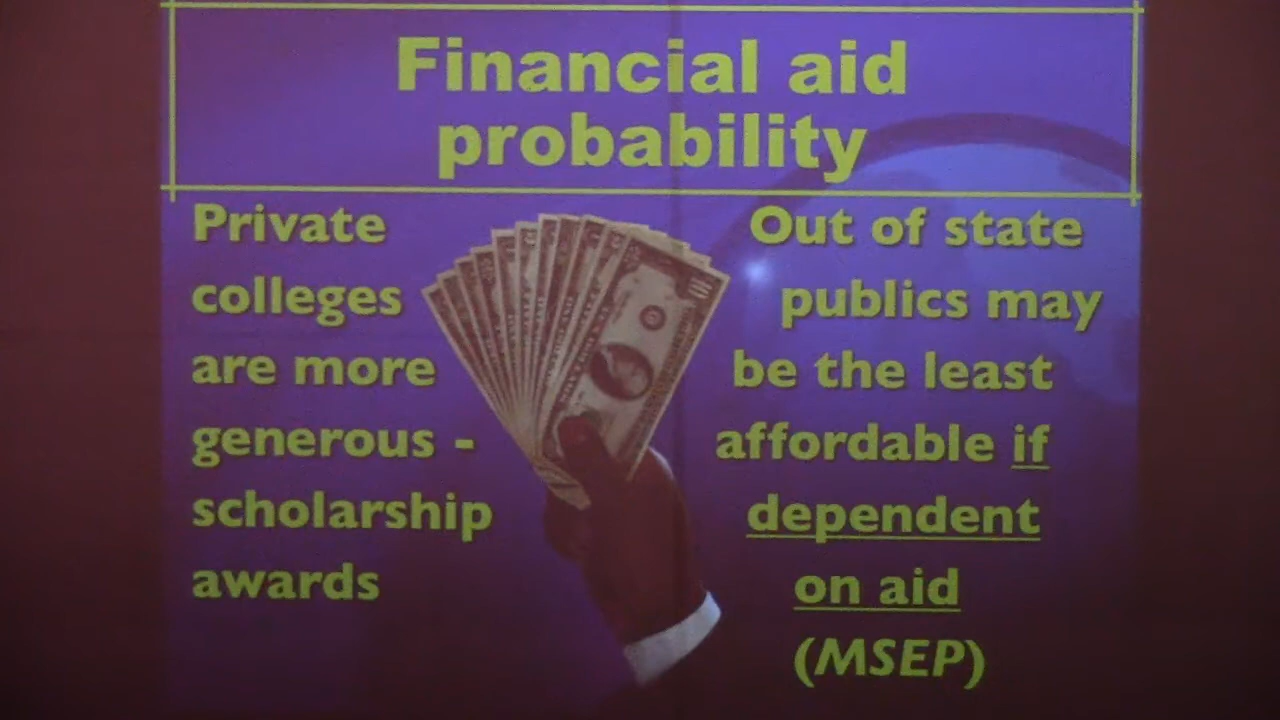 Financial aid
probability
Private
colleges
are more
generous -
scholarship
awards
Out of state
publics may
be the least
affordable if
dependent
on aid
(MSEP)